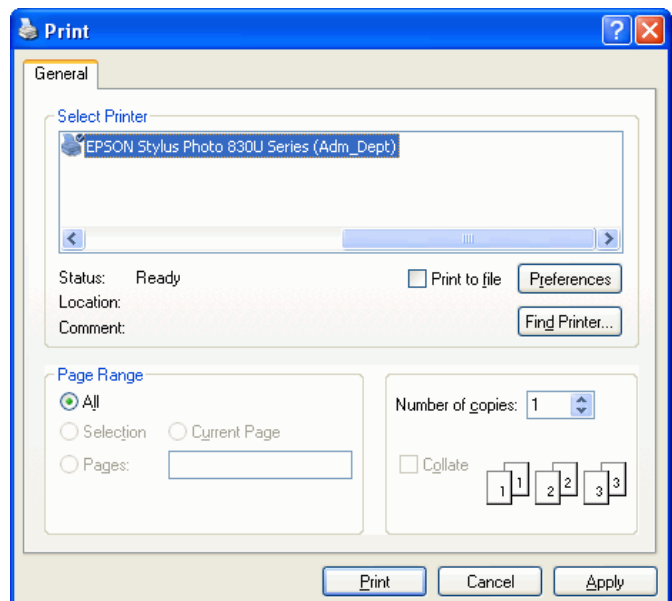 Print
General
Select Printer
EPSON Stylus Photo 830U Series (Adm_Dept)
Status: Ready
Print to file
Preferences
Location:
Comment:
Find Printer...
Page Range
All
Selection
Current Page
Pages:
Number of copies: 1
Collate
1 1 2 2 3 3
Print
Cancel
Apply